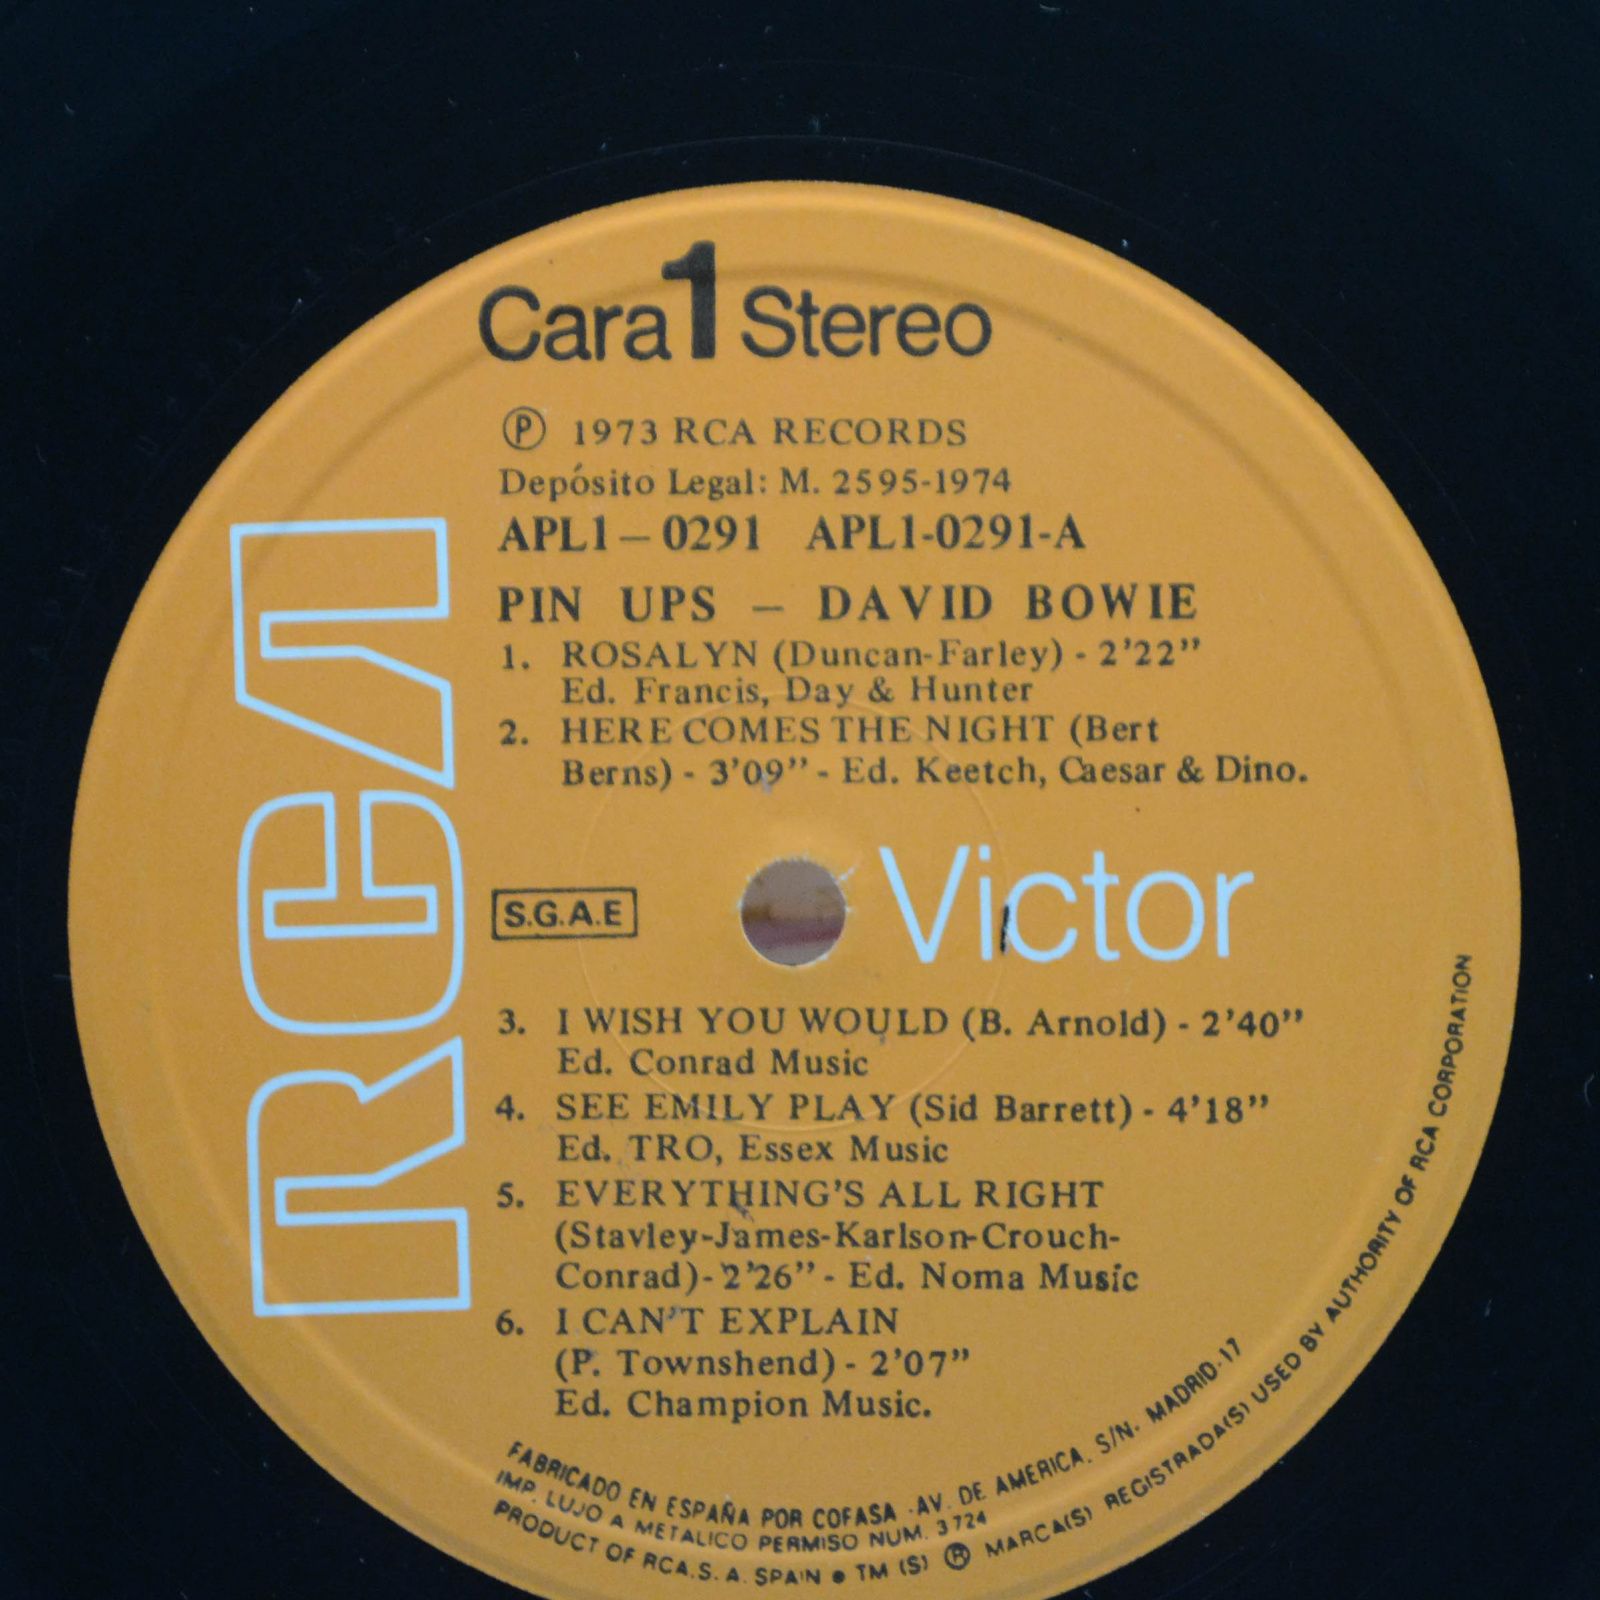 Cara 1 Stereo
Ⓟ 1973 RCA RECORDS
Depósito Legal: M. 2595-1974
APL1–0291 APL1-0291-A
PIN UPS – DAVID BOWIE
1. ROSALYN (Duncan-Farley) - 2'22"
Ed. Francis, Day & Hunter
2. HERE COMES THE NIGHT (Bert
Berns) - 3'09" - Ed. Keetch, Caesar & Dino.
RCA
S.G.A.E
Victor
3. I WISH YOU WOULD (B. Arnold) - 2'40"
Ed. Conrad Music
4. SEE EMILY PLAY (Sid Barrett) - 4'18"
Ed. TRO, Essex Music
5. EVERYTHING'S ALL RIGHT
(Stavley-James-Karlson-Crouch-
Conrad)- 2'26" - Ed. Noma Music
6. I CAN'T EXPLAIN
(P. Townshend) - 2'07"
Ed. Champion Music.
FABRICADO EN ESPAÑA POR COFASA - AV. DE AMERICA. S/N- MADRID-17
IMP. LUJO A METALICO PERMISO NUM. 3724
PRODUCT OF RCA.S.A. SPAIN ● TM (S) ® MARCA(S) REGISTRADA(S) USED BY AUTHORITY OF RCA CORPORATION